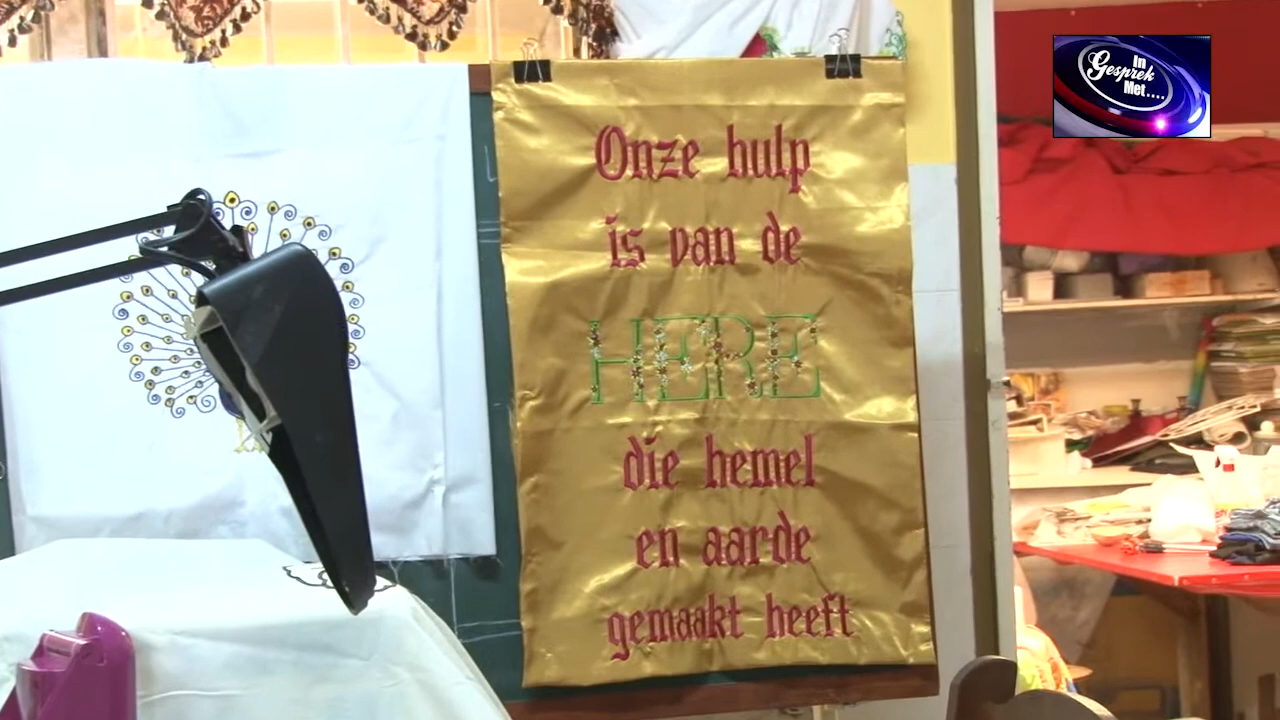 Onze hulp
is van de
HERE
die hemel
en aarde
gemaakt heeft
In
Gesprek
Met.....